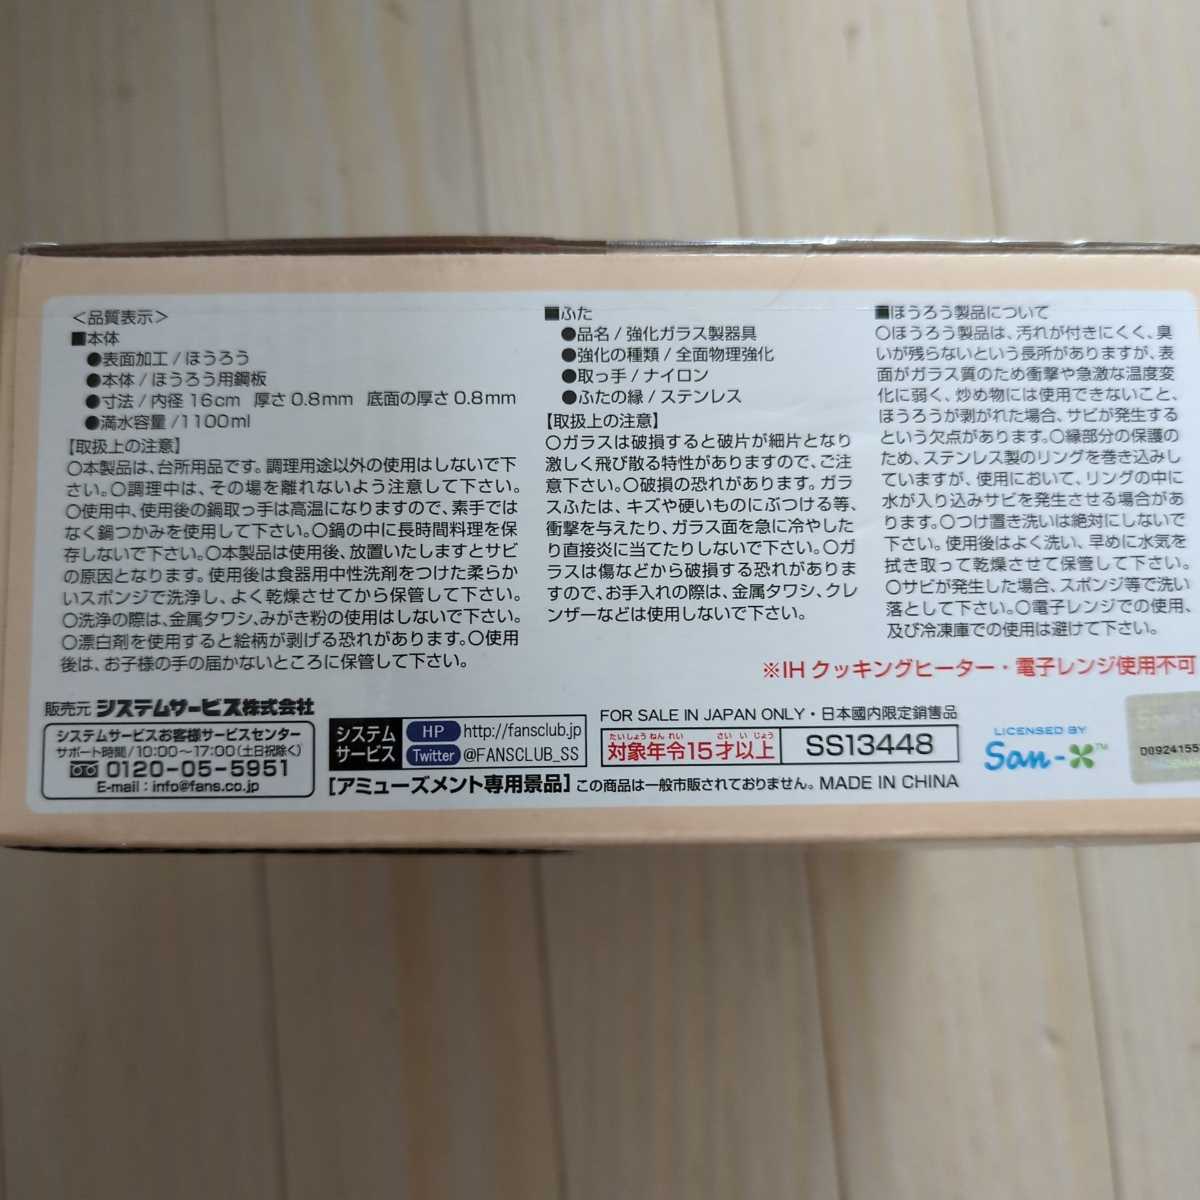 ＜品質表示＞
■本体
●表面加工/ほうろう
●本体/ほうろう用鋼板
●寸法/内径16cm 厚さ0.8mm 底面の厚さ0.8mm
●満水容量/1100ml
【取扱上の注意】
○本製品は、台所用品です。調理用途以外の使用はしないで下
さい。○調理中は、その場を離れないよう注意して下さい。
○使用中、使用後の鍋取っ手は高温になりますので、素手では
なく鍋つかみを使用して下さい。○鍋の中に長時間料理を保
存しないで下さい。○本製品は使用後、放置いたしますとサビ
の原因となります。使用後は食器用中性洗剤をつけた柔らか
いスポンジで洗浄し、よく乾燥させてから保管して下さい。
○洗浄の際は、金属タワシ、みがき粉の使用はしないで下さい。
○漂白剤を使用すると絵柄が剥げる恐れがあります。○使用
後は、お子様の手の届かないところに保管して下さい。
■ふた
●品名/強化ガラス製器具
●強化の種類/全面物理強化
●取っ手/ナイロン
●ふたの縁/ステンレス
【取扱上の注意】
○ガラスは破損すると破片が細片となり
激しく飛び散る特性がありますので、ご注
意下さい。○破損の恐れがあります。ガラ
スふたは、キズや硬いものにぶつける等、
衝撃を与えたり、ガラス面を急に冷やした
り直接炎に当てたりしないで下さい。○ガ
ラスは傷などから破損する恐れがありま
すので、お手入れの際は、金属タワシ、クレ
ンザーなどは使用しないで下さい。
■ほうろう製品について
○ほうろう製品は、汚れが付きにくく、臭
いが残らないという長所がありますが、表
面がガラス質のため衝撃や急激な温度変
化に弱く、炒め物には使用できないこと、
ほうろうが剥がれた場合、サビが発生する
という欠点があります。○縁部分の保護の
ため、ステンレス製のリングを巻き込みし
ていますが、使用において、リングの中に
水が入り込みサビを発生させる場合があ
ります。○つけ置き洗いは絶対にしないで
下さい。使用後はよく洗い、早めに水気を
拭き取って乾燥させて保管して下さい。
○サビが発生した場合、スポンジ等で洗い
落として下さい。○電子レンジでの使用、
及び冷凍庫での使用は避けて下さい。
※IHクッキングヒーター・電子レンジ使用不可
販売元 システムサービス株式会社
システムサービスお客様サービスセンター
サポート時間/10:00〜17:00(土日祝除く)
0120-05-5951
E-mail：info@fans.co.jp
システム
サービス
HP http://fansclub.jp
Twitter @FANSCLUB_SS
FOR SALE IN JAPAN ONLY・日本國内限定銷售品
たいしょうねんれい さいいじょう
対象年令15才以上
SS13448
【アミューズメント専用景品】この商品は一般市販されておりません。 MADE IN CHINA
LICENSED BY
San-X™
D0924155